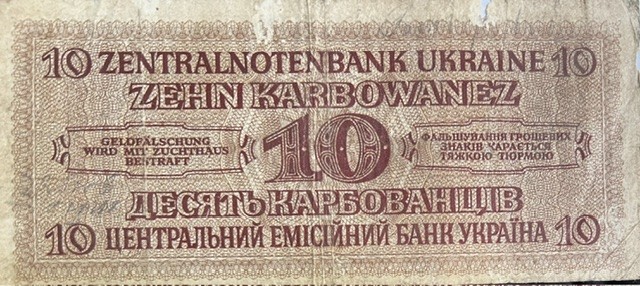 10 ZENTRALNOTENBANK UKRAINE 10
ZEHN KARBOWANEZ
GELDFÄLSCHUNG
WIRD MIT ZUCHTHAUS
BESTRAFT
10
ФАЛЬШУВАННЯ ГРОШЕВИХ
ЗНАКІВ КАРАЄТЬСЯ
ТЯЖКОЮ ТЮРМОЮ
ДЕСЯТЬ КАРБОВАНЦІВ
10 ЦЕНТРАЛЬНИЙ ЕМІСІЙНИЙ БАНК УКРАЇНА 10